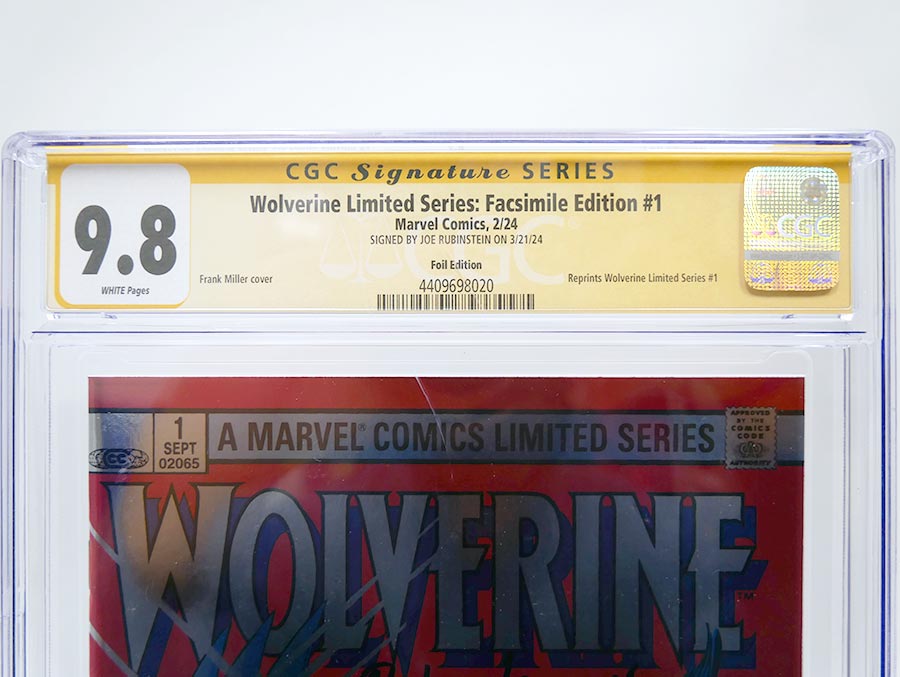 CGC Signature SERIES
Wolverine Limited Series: Facsimile Edition #1
Marvel Comics, 2/24
SIGNED BY JOE RUBINSTEIN ON 3/21/24
9.8
WHITE Pages
Foil Edition
Frank Miller cover
Reprints Wolverine Limited Series #1
4409698020
CGC
CGC
1
SEPT
02065
A MARVEL® COMICS LIMITED SERIES
APPROVED
BY THE
COMICS
CODE
AUTHORITY
WOLVERINE™